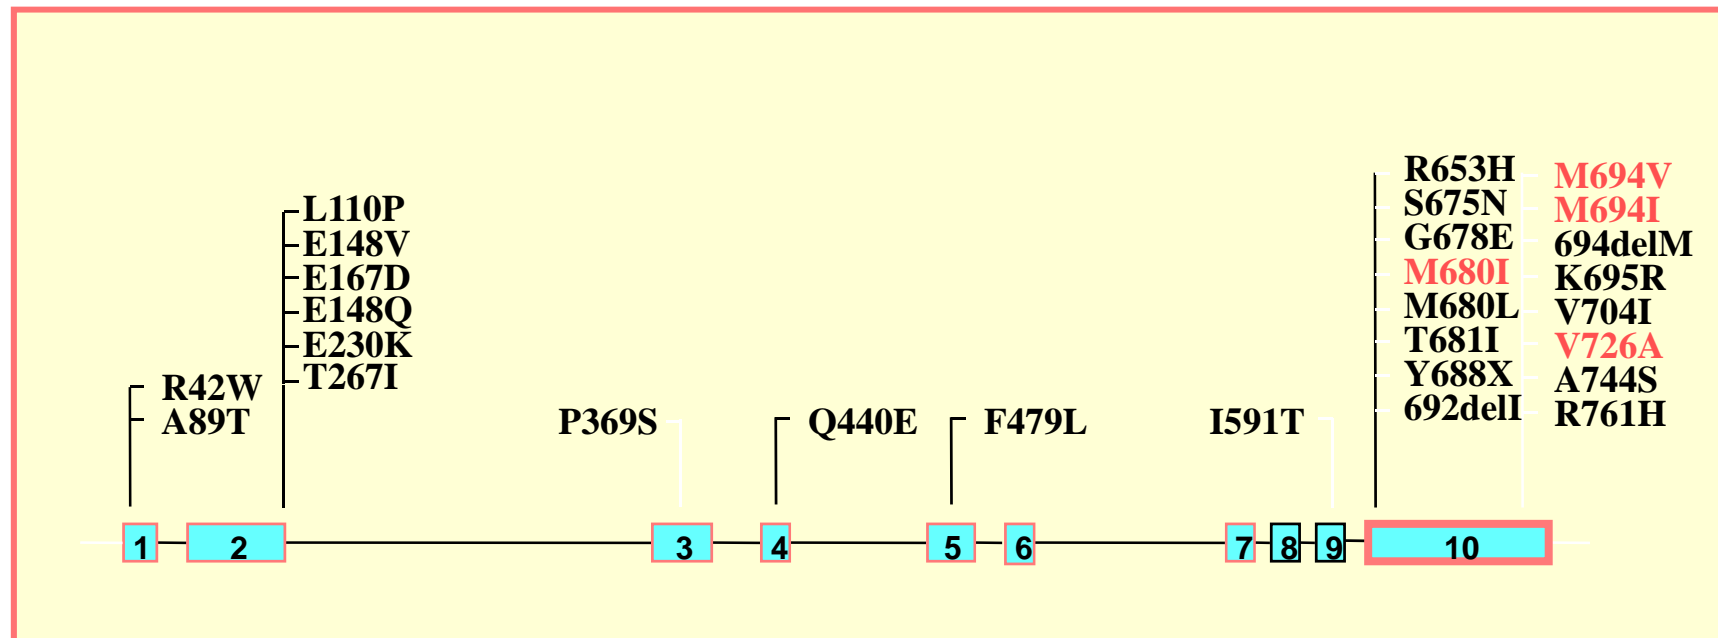 R42W
A89T
L110P
E148V
E167D
E148Q
E230K
T267I
P369S
Q440E
F479L
I591T
R653H
S675N
G678E
M680I
M680L
T681I
Y688X
692delI
M694V
M694I
694delM
K695R
V704I
V726A
A744S
R761H
1 2 3 4 5 6 7 8 9 10